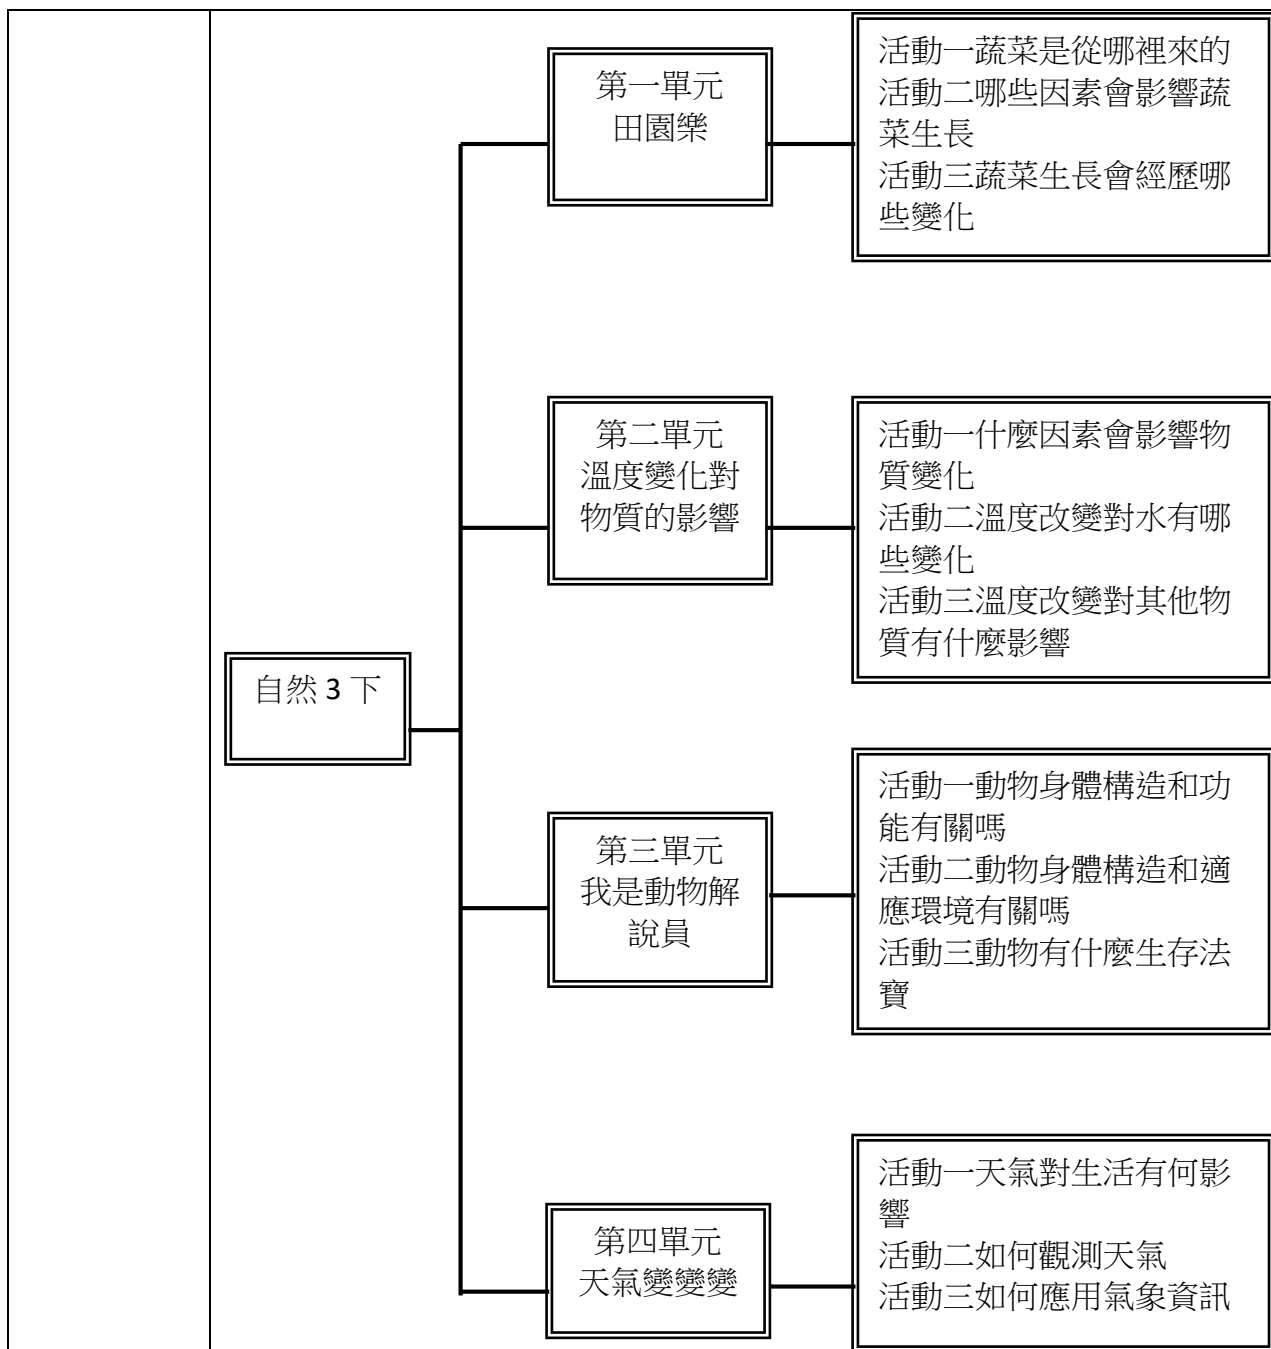 第一單元
田園樂
活動一蔬菜是從哪裡來的
活動二哪些因素會影響蔬
菜生長
活動三蔬菜生長會經歷哪
些變化
第二單元
溫度變化對
物質的影響
活動一什麼因素會影響物
質變化
活動二溫度改變對水有哪
些變化
活動三溫度改變對其他物
質有什麼影響
自然 3 下
第三單元
我是動物解
說員
活動一動物身體構造和功
能有關嗎
活動二動物身體構造和適
應環境有關嗎
活動三動物有什麼生存法
寶
第四單元
天氣變變變
活動一天氣對生活有何影
響
活動二如何觀測天氣
活動三如何應用氣象資訊